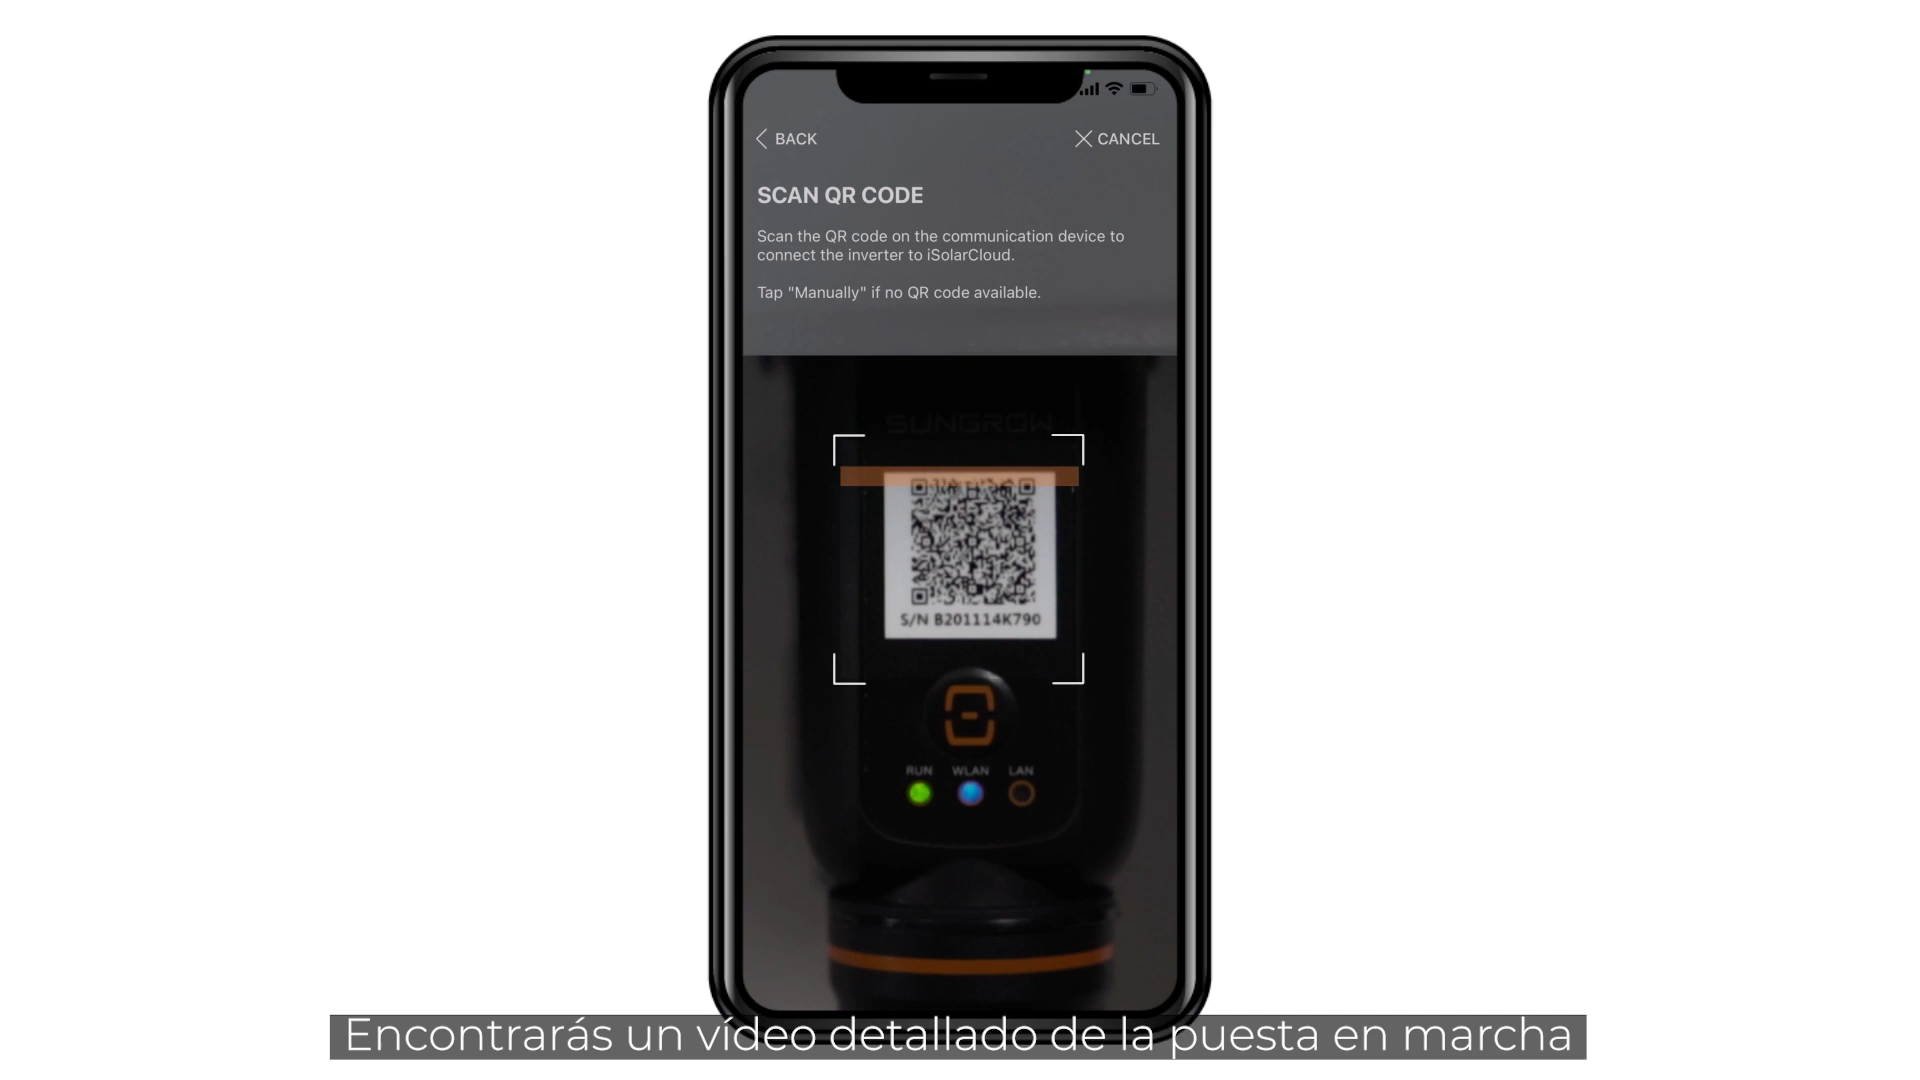 BACK
CANCEL
SCAN QR CODE
Scan the QR code on the communication device to
connect the inverter to iSolarCloud.
Tap "Manually" if no QR code available.
SUNGROW
S/N B201114K790
RUN WLAN LAN
Encontrarás un vídeo detallado de la puesta en marcha